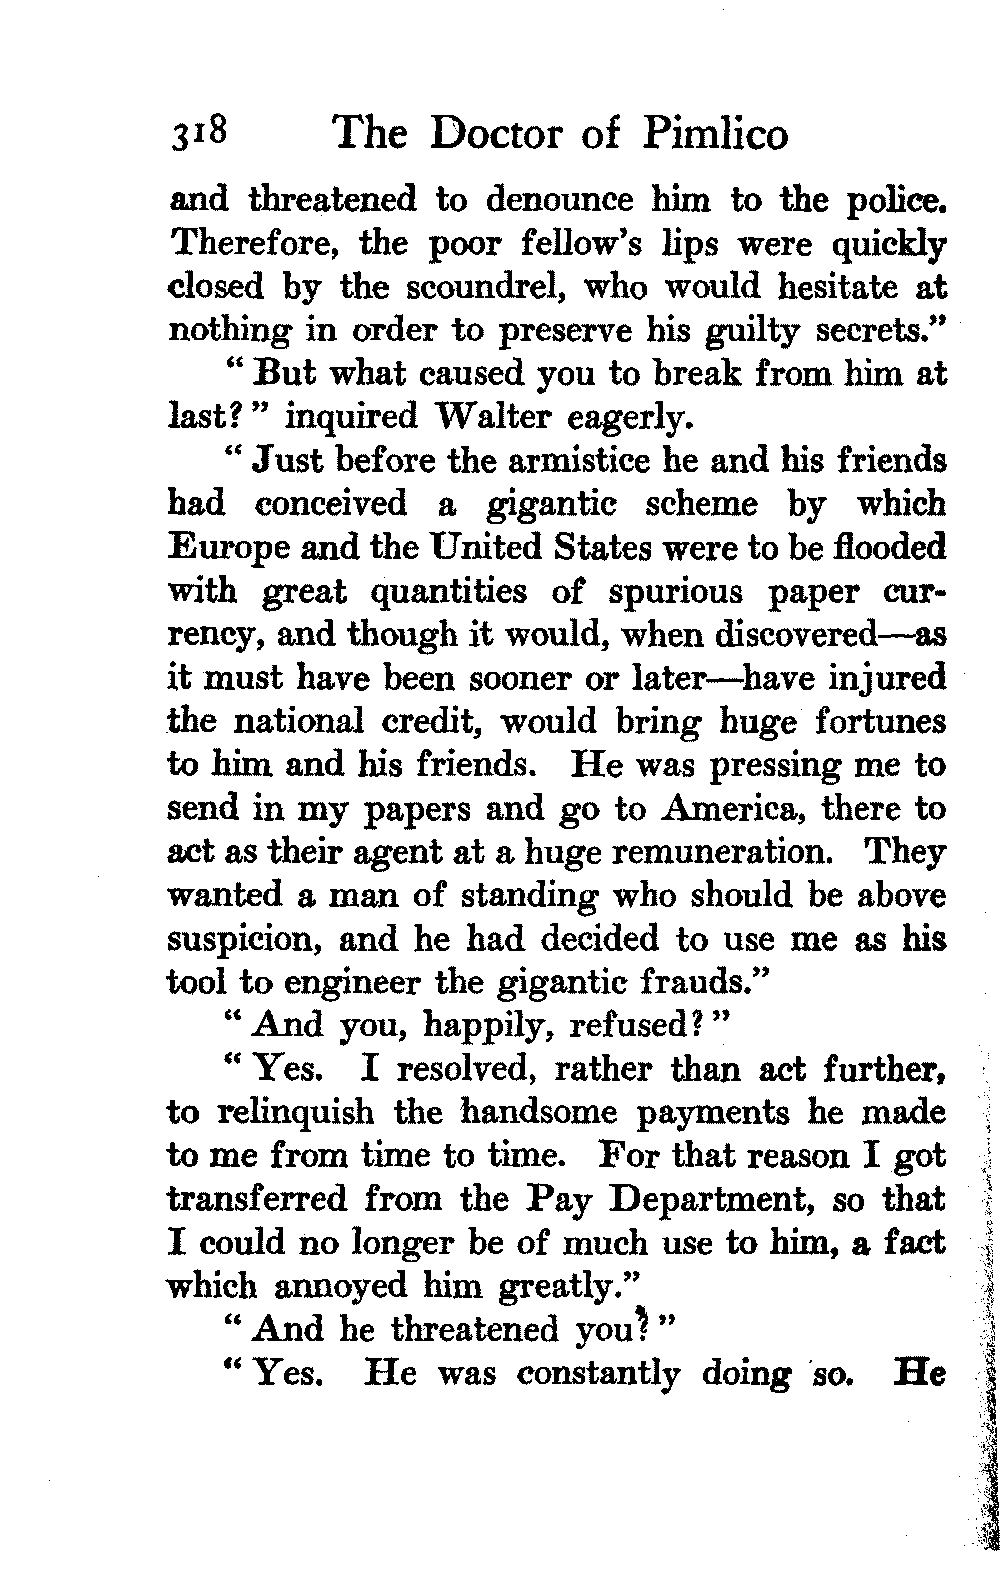 318 The Doctor of Pimlico
and threatened to denounce him to the police.
Therefore, the poor fellow's lips were quickly
closed by the scoundrel, who would hesitate at
nothing in order to preserve his guilty secrets."
" But what caused you to break from him at
last? " inquired Walter eagerly.
" Just before the armistice he and his friends
had conceived a gigantic scheme by which
Europe and the United States were to be flooded
with great quantities of spurious paper cur-
rency, and though it would, when discovered—as
it must have been sooner or later—have injured
the national credit, would bring huge fortunes
to him and his friends. He was pressing me to
send in my papers and go to America, there to
act as their agent at a huge remuneration. They
wanted a man of standing who should be above
suspicion, and he had decided to use me as his
tool to engineer the gigantic frauds."
" And you, happily, refused? "
" Yes. I resolved, rather than act further,
to relinquish the handsome payments he made
to me from time to time. For that reason I got
transferred from the Pay Department, so that
I could no longer be of much use to him, a fact
which annoyed him greatly."
" And he threatened you? "
" Yes. He was constantly doing so. He